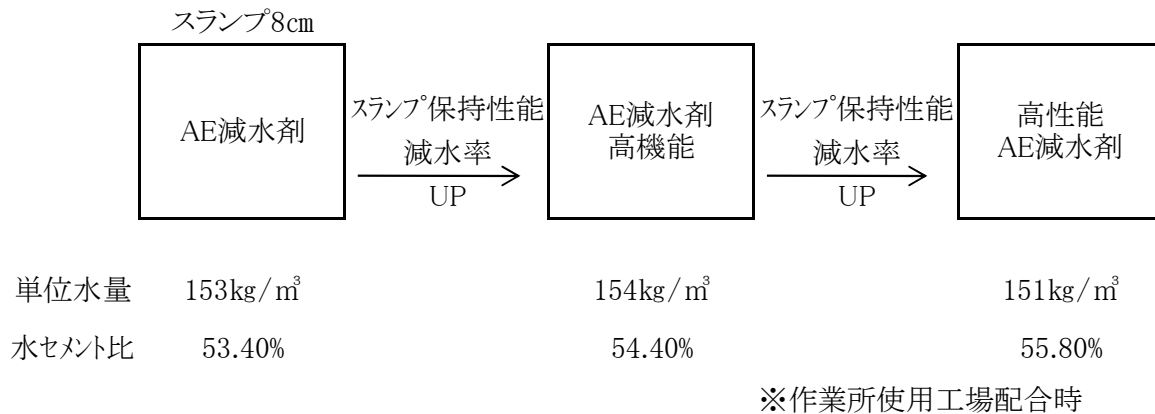 スランプ8cm
AE減水剤
スランプ保持性能
減水率
UP
AE減水剤
高機能
スランプ保持性能
減水率
UP
高性能
AE減水剤
単位水量 153kg/㎥ 154kg/㎥ 151kg/㎥
水セメント比 53.40% 54.40% 55.80%
※作業所使用工場配合時